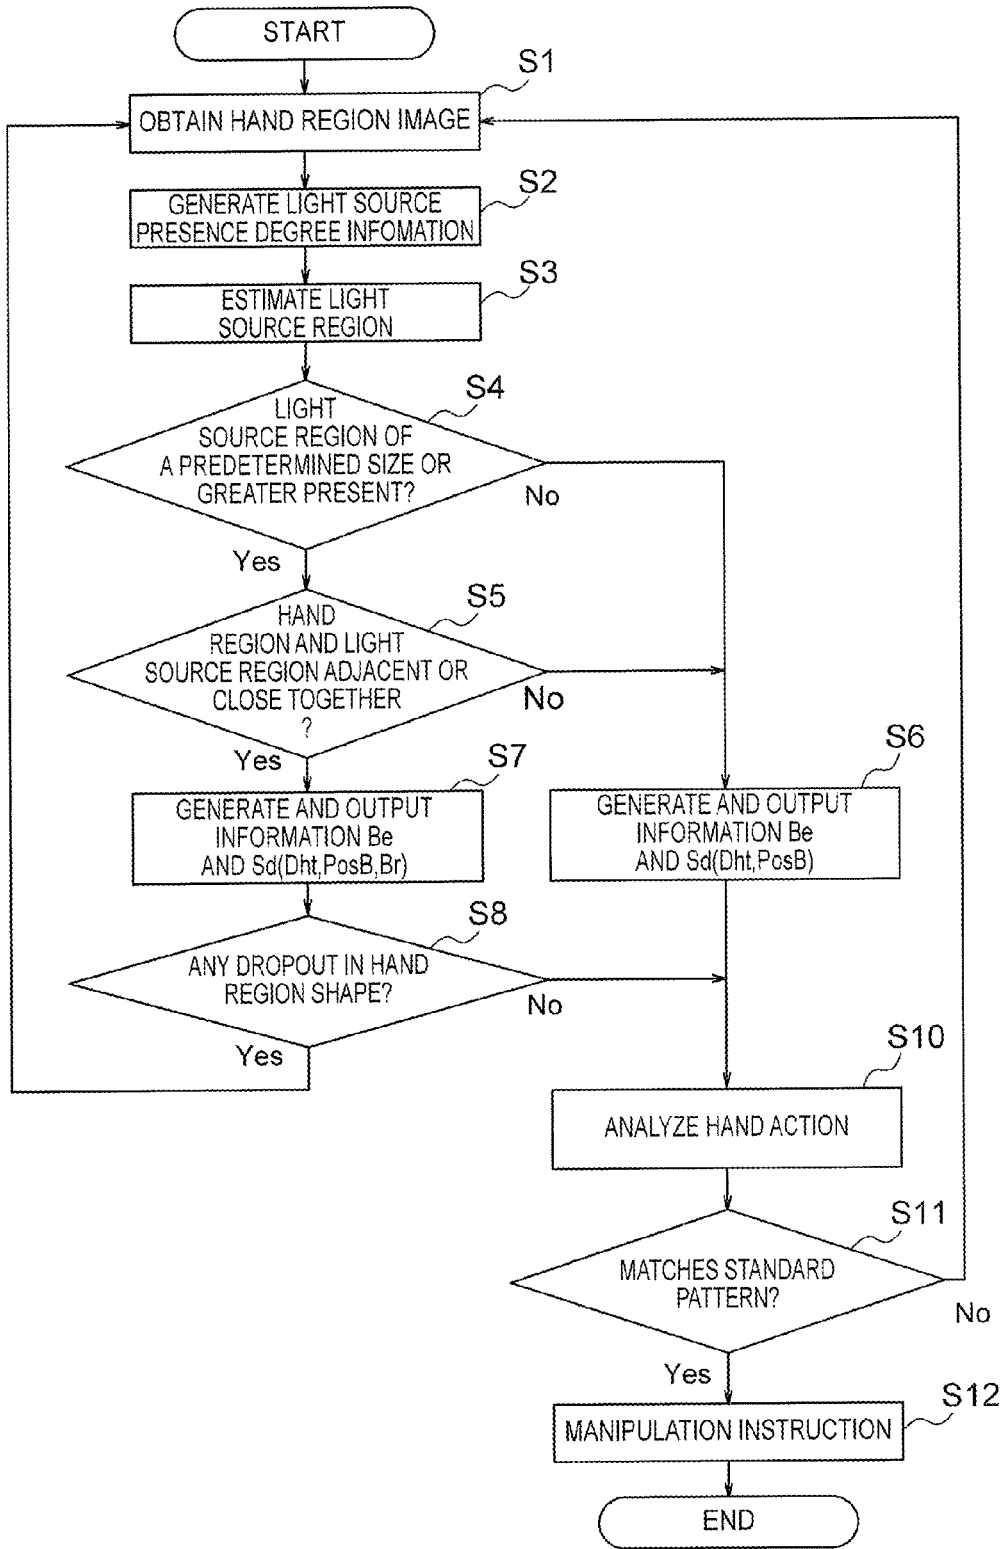 START
S1
OBTAIN HAND REGION IMAGE
S2
GENERATE LIGHT SOURCE
PRESENCE DEGREE INFOMATION
S3
ESTIMATE LIGHT
SOURCE REGION
S4
LIGHT
SOURCE REGION OF
A PREDETERMINED SIZE OR
GREATER PRESENT?
No
Yes
S5
HAND
REGION AND LIGHT
SOURCE REGION ADJACENT OR
CLOSE TOGETHER
?
No
Yes
S7
GENERATE AND OUTPUT
INFORMATION Be
AND Sd(Dht,PosB,Br)
S6
GENERATE AND OUTPUT
INFORMATION Be
AND Sd(Dht,PosB)
S8
ANY DROPOUT IN HAND
REGION SHAPE?
No
Yes
S10
ANALYZE HAND ACTION
S11
MATCHES STANDARD
PATTERN?
No
Yes
S12
MANIPULATION INSTRUCTION
END